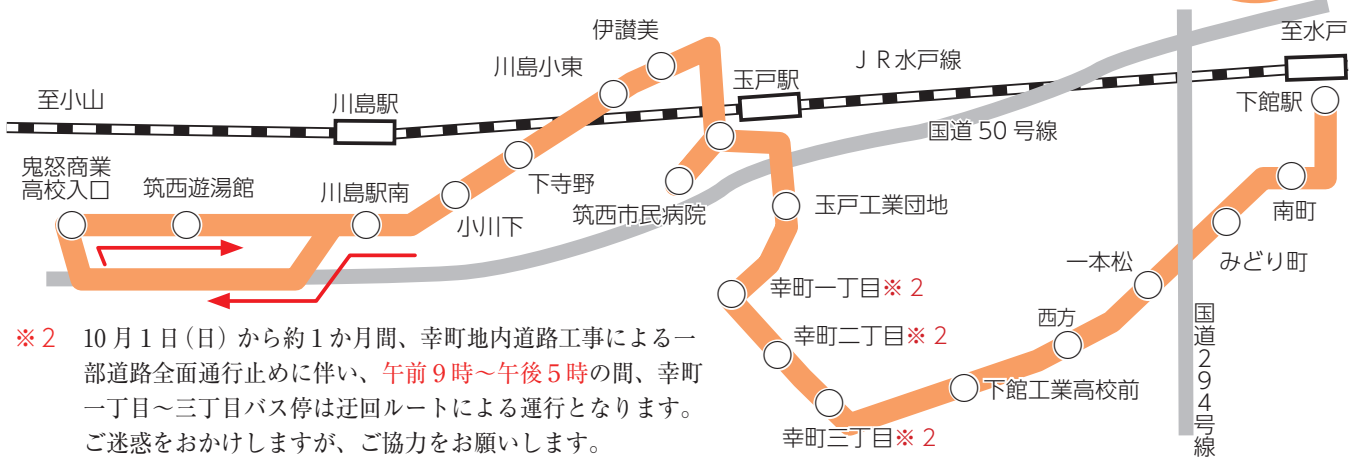 至水戸
伊讃美
ＪＲ水戸線
川島小東
玉戸駅
至小山
川島駅
下館駅
国道50号線
鬼怒商業
高校入口
筑西遊湯館
川島駅南
下寺野
小川下
筑西市民病院
玉戸工業団地
南町
みどり町
一本松
幸町一丁目※２
西方
国道２９４号線
幸町二丁目※２
下館工業高校前
幸町三丁目※２
※２ 10月１日（日）から約１か月間、幸町地内道路工事による一
部道路全面通行止めに伴い、午前９時～午後５時の間、幸町
一丁目～三丁目バス停は迂回ルートによる運行となります。
ご迷惑をおかけしますが、ご協力をお願いします。